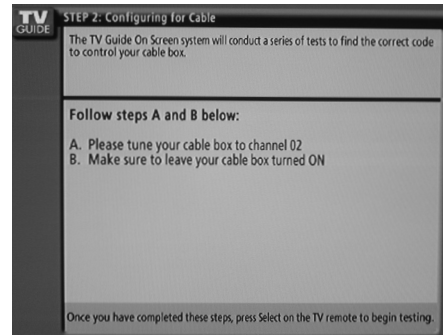 TV
GUIDE
STEP 2: Configuring for Cable
The TV Guide On Screen system will conduct a series of tests to find the correct code
to control your cable box.
Follow steps A and B below:
A. Please tune your cable box to channel 02
B. Make sure to leave your cable box turned ON
Once you have completed these steps, press Select on the TV remote to begin testing.